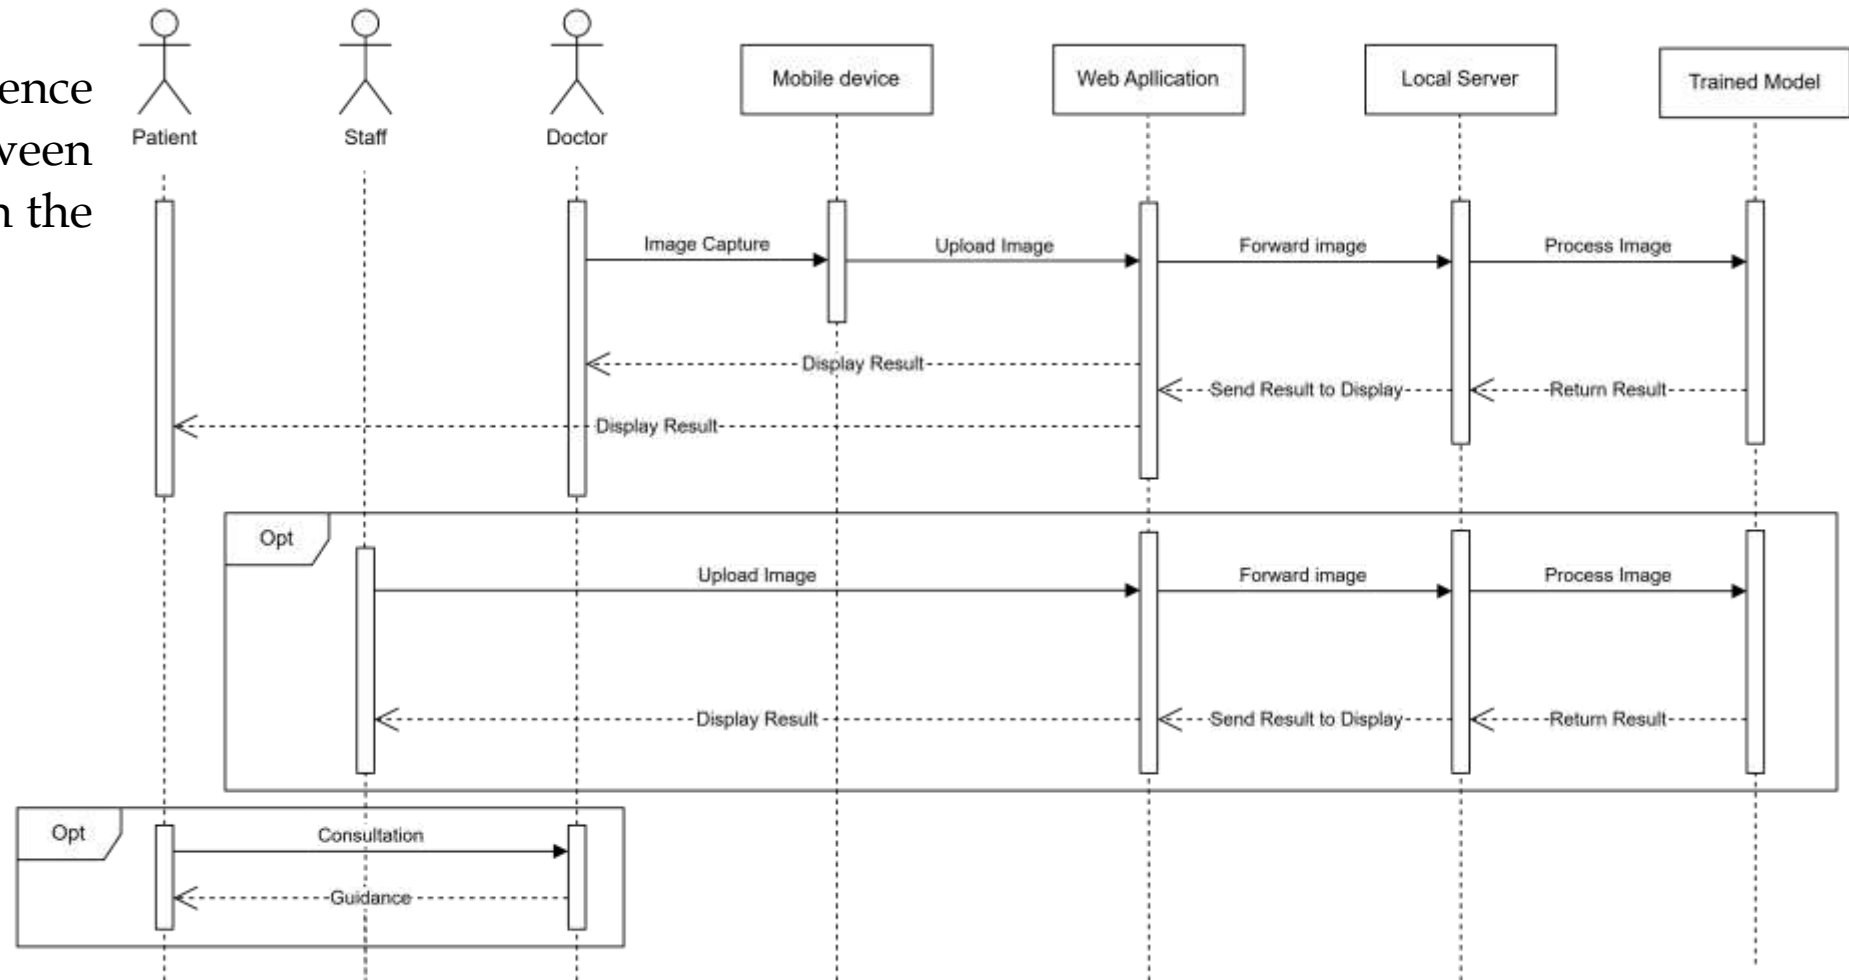 ence
ween
n the
Patient
Staff
Doctor
Mobile device
Web Apllication
Local Server
Trained Model
Image Capture
Upload Image
Forward image
Process Image
Display Result
Send Result to Display
Return Result
Display Result
Opt
Upload Image
Forward image
Process Image
Display Result
Send Result to Display
Return Result
Opt
Consultation
Guidance